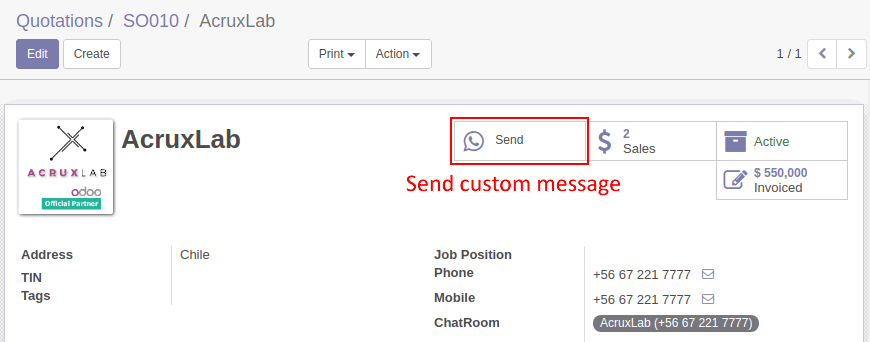 Quotations / SO010 / AcruxLab
Edit Create Print Action 1 / 1
ACRUXLAB
odoo
Official Partner
AcruxLab
Send
2
Sales
Active
Send custom message
$ 550,000
Invoiced
Address Chile
TIN
Tags
Job Position
Phone +56 67 221 7777
Mobile +56 67 221 7777
ChatRoom AcruxLab (+56 67 221 7777)